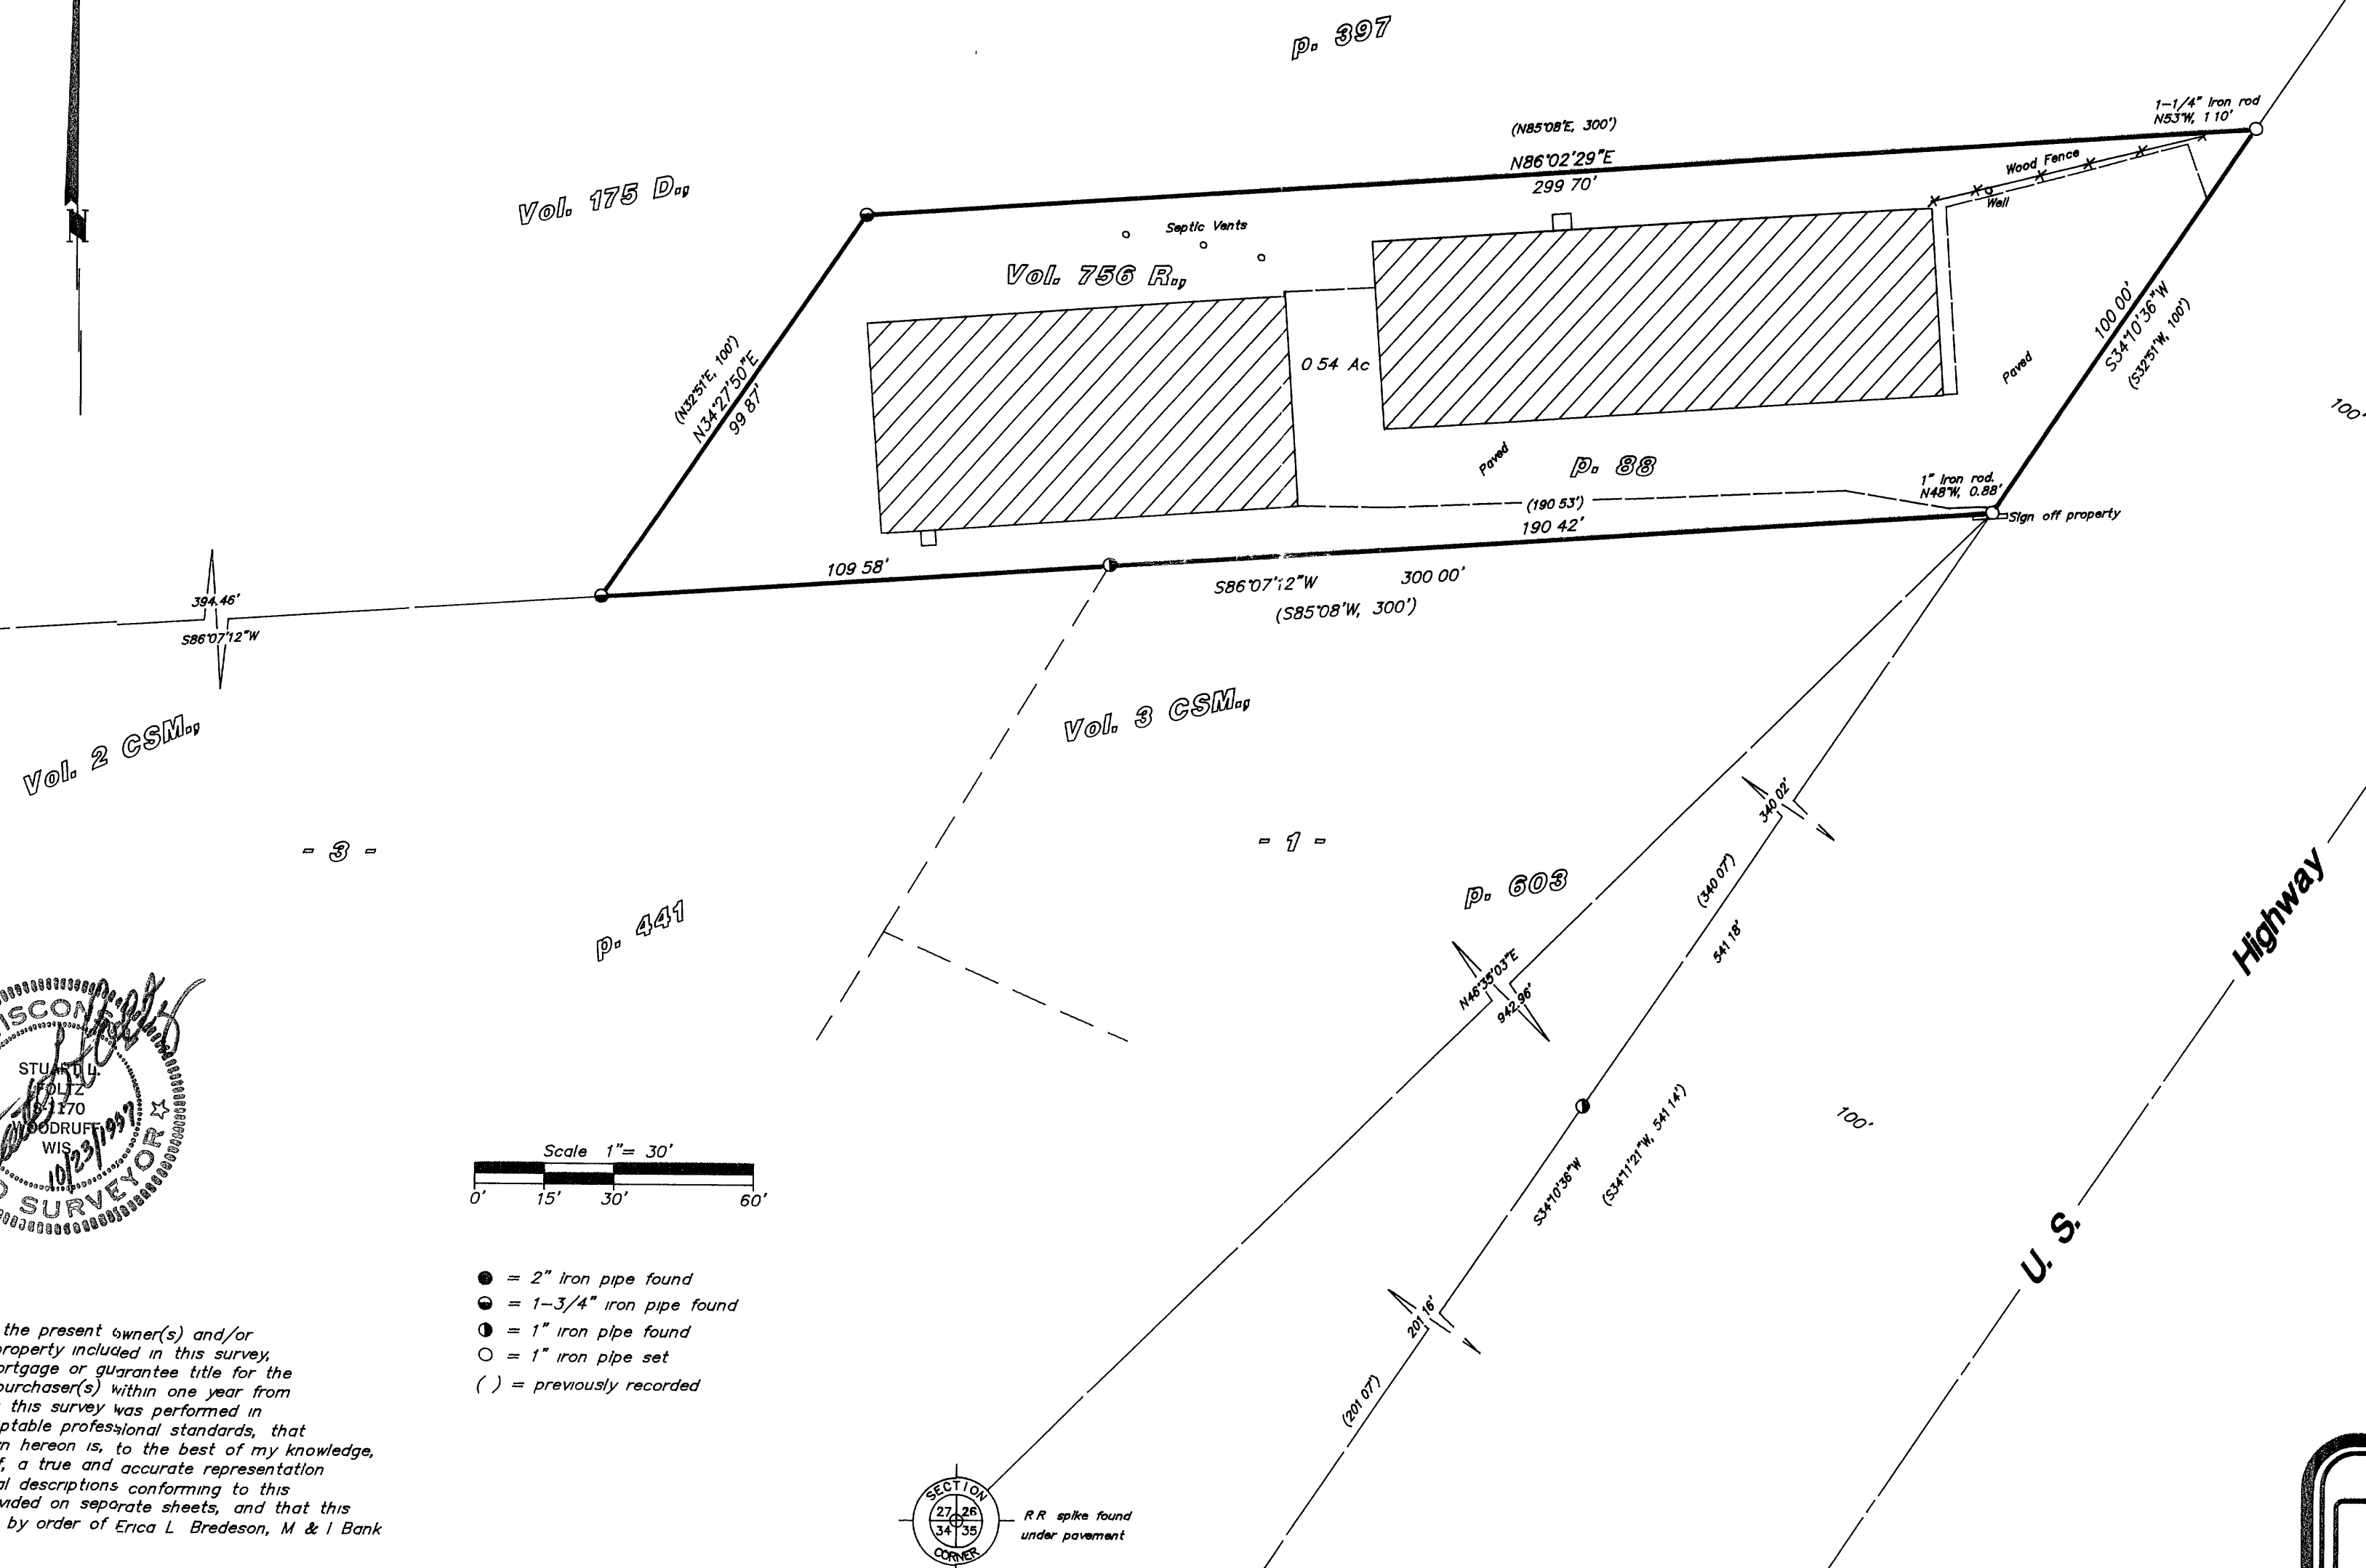 p. 397
1-1/4" Iron rod
N53°W, 1 10'
(N85°08'E, 300')
N86°02'29"E
299 70'
Wood Fence
Well
Vol. 175 D.,
N
Septic Vents
Vol. 756 R.,
0 54 Ac
(N32°51'E, 100')
N34°27'50"E
99 87'
100 00'
S34°10'36"W
(S32°51'W, 100')
Paved
100'
Paved
p. 88
1" Iron rod.
N48°W, 0.88'
(190 53')
190 42'
Sign off property
109 58'
S86°07'12"W 300 00'
(S85°08'W, 300')
394.46'
S86°07'12"W
Vol. 2 CSM.,
Vol. 3 CSM.,
- 3 -
- 1 -
p. 441
p. 603
340 02'
(340 07')
541 18'
N46°35'03"E
942.96'
Highway
100'
S34°10'36"W
(S34°11'21"W, 541 14')
U. S.
201 16'
(201 07')
ISCONS
STUART L.
FOLTZ
S-1170
WOODRUFF
WIS.
10/23/1997
SURVEYOR
Scale 1"= 30'
0' 15' 30' 60'
= 2" iron pipe found
= 1-3/4" iron pipe found
= 1" iron pipe found
= 1" iron pipe set
( ) = previously recorded
the present owner(s) and/or
roperty included in this survey,
ortgage or guarantee title for the
purchaser(s) within one year from
this survey was performed in
ptable professional standards, that
n hereon is, to the best of my knowledge,
f, a true and accurate representation
al descriptions conforming to this
vided on separate sheets, and that this
by order of Erica L Bredeson, M & I Bank
SECTION
27 26
34 35
CORNER
RR spike found
under pavement